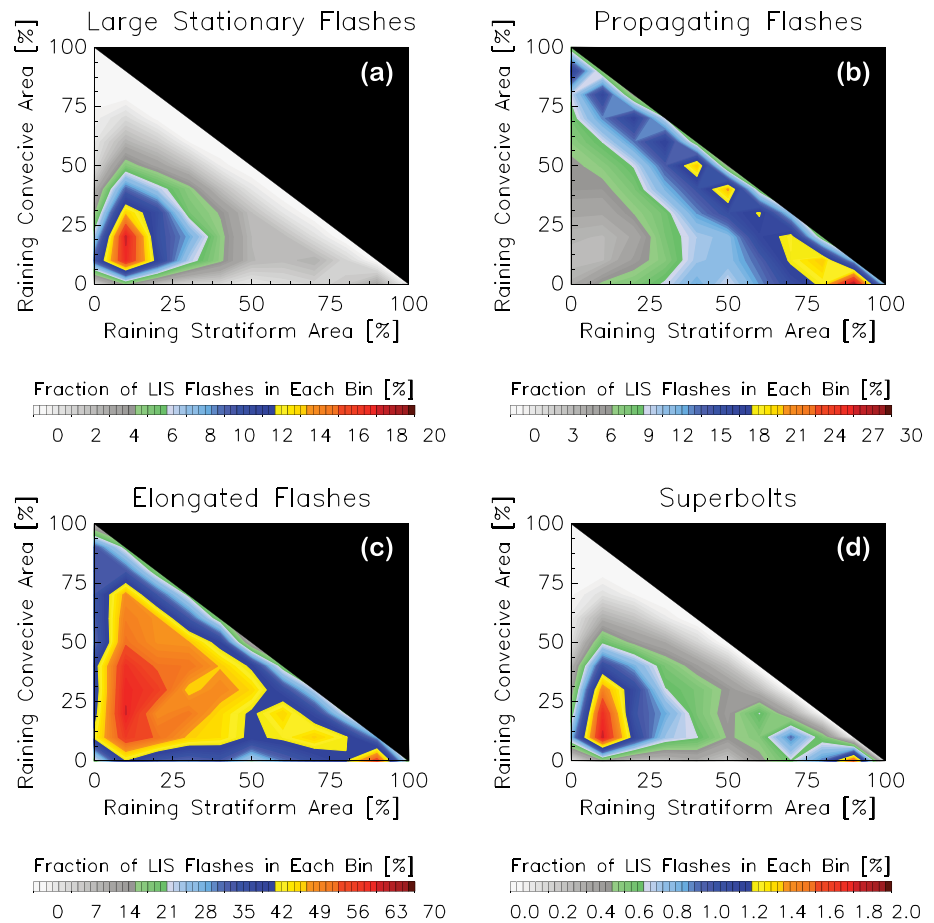 Large Stationary Flashes
Propagating Flashes
Raining Convecive Area [%]
100
75
50
25
0
(a)
0 25 50 75 100
Raining Stratiform Area [%]
Raining Convecive Area [%]
100
75
50
25
0
(b)
0 25 50 75 100
Raining Stratiform Area [%]
Fraction of LIS Flashes in Each Bin [%]
0 2 4 6 8 10 12 14 16 18 20
Fraction of LIS Flashes in Each Bin [%]
0 3 6 9 12 15 18 21 24 27 30
Elongated Flashes
Superbolts
Raining Convecive Area [%]
100
75
50
25
0
(c)
0 25 50 75 100
Raining Stratiform Area [%]
Raining Convecive Area [%]
100
75
50
25
0
(d)
0 25 50 75 100
Raining Stratiform Area [%]
Fraction of LIS Flashes in Each Bin [%]
0 7 14 21 28 35 42 49 56 63 70
Fraction of LIS Flashes in Each Bin [%]
0.0 0.2 0.4 0.6 0.8 1.0 1.2 1.4 1.6 1.8 2.0